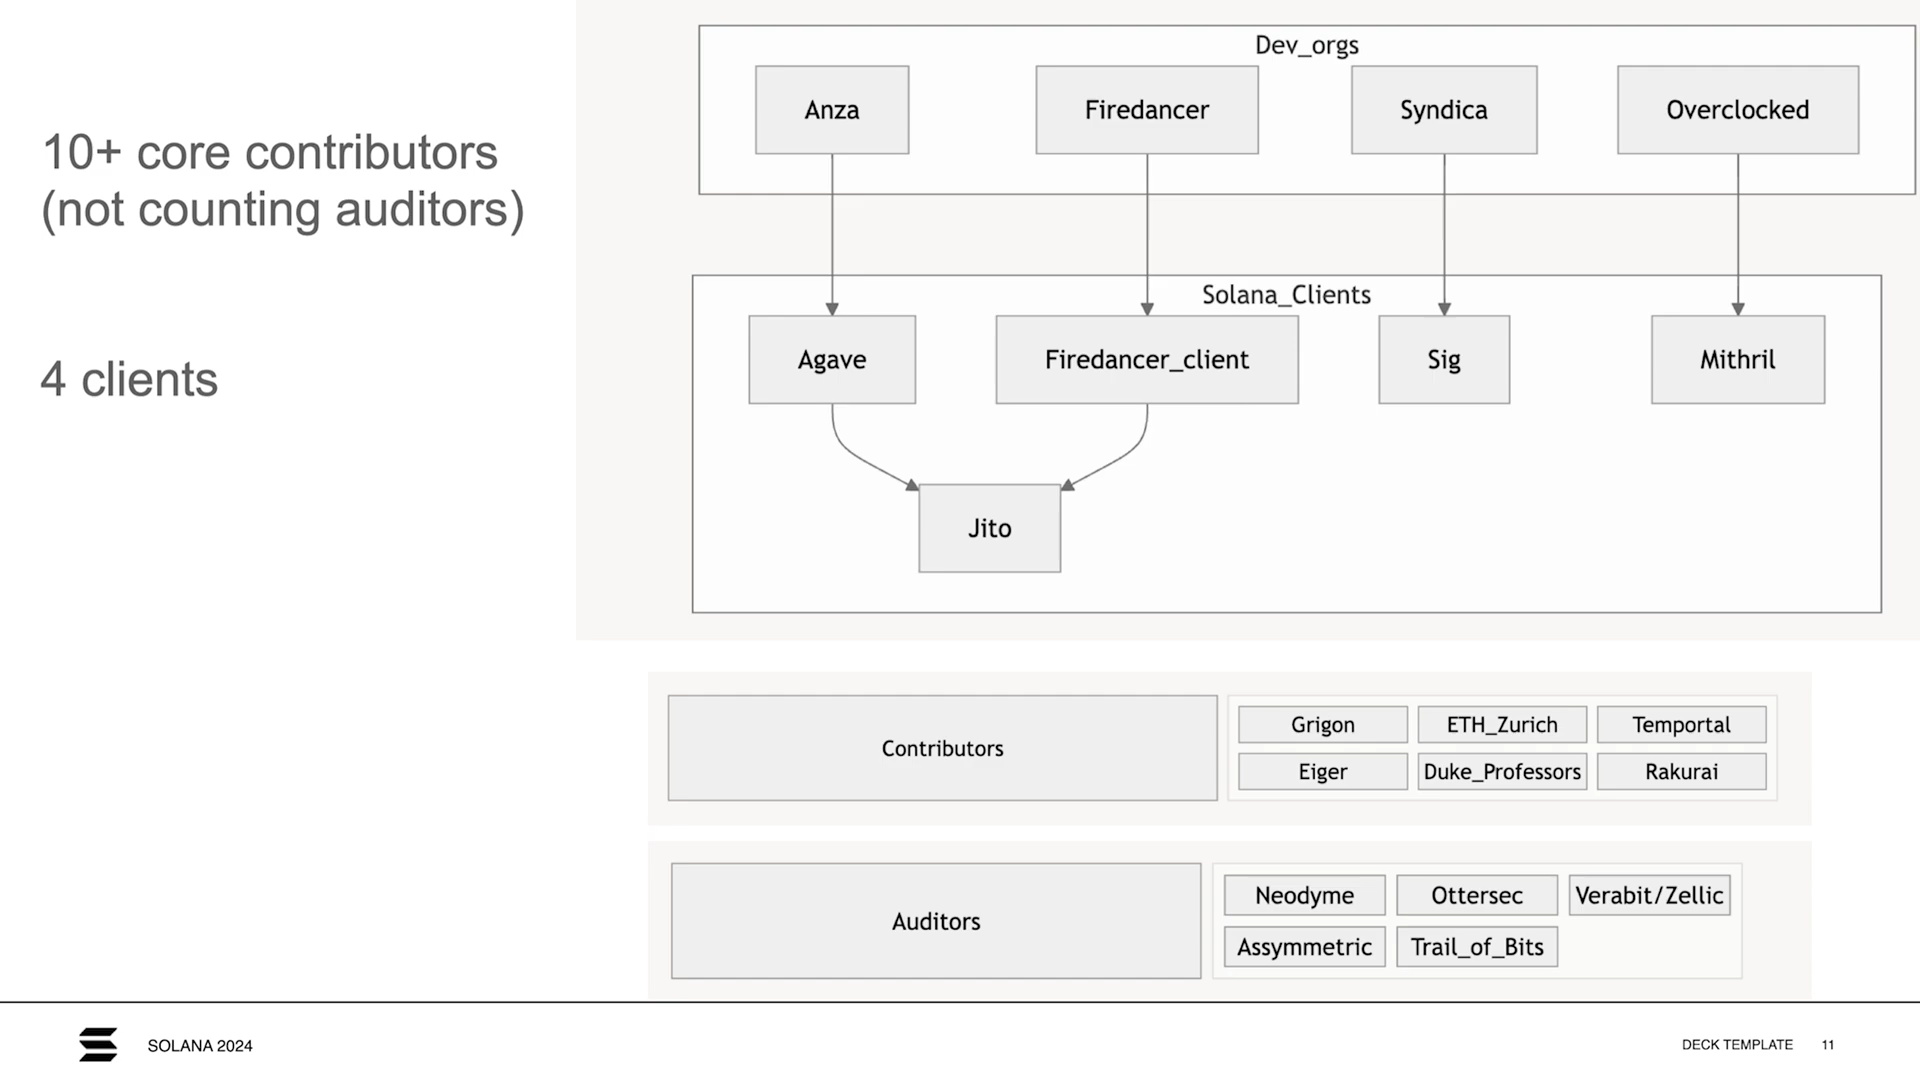 10+ core contributors
(not counting auditors)
4 clients
Dev_orgs
Anza
Firedancer
Syndica
Overclocked
Solana_Clients
Agave
Firedancer_client
Sig
Mithril
Jito
Contributors
Grigon
ETH_Zurich
Temportal
Eiger
Duke_Professors
Rakurai
Auditors
Neodyme
Ottersec
Verabit/Zellic
Assymmetric
Trail_of_Bits
SOLANA 2024
DECK TEMPLATE
11